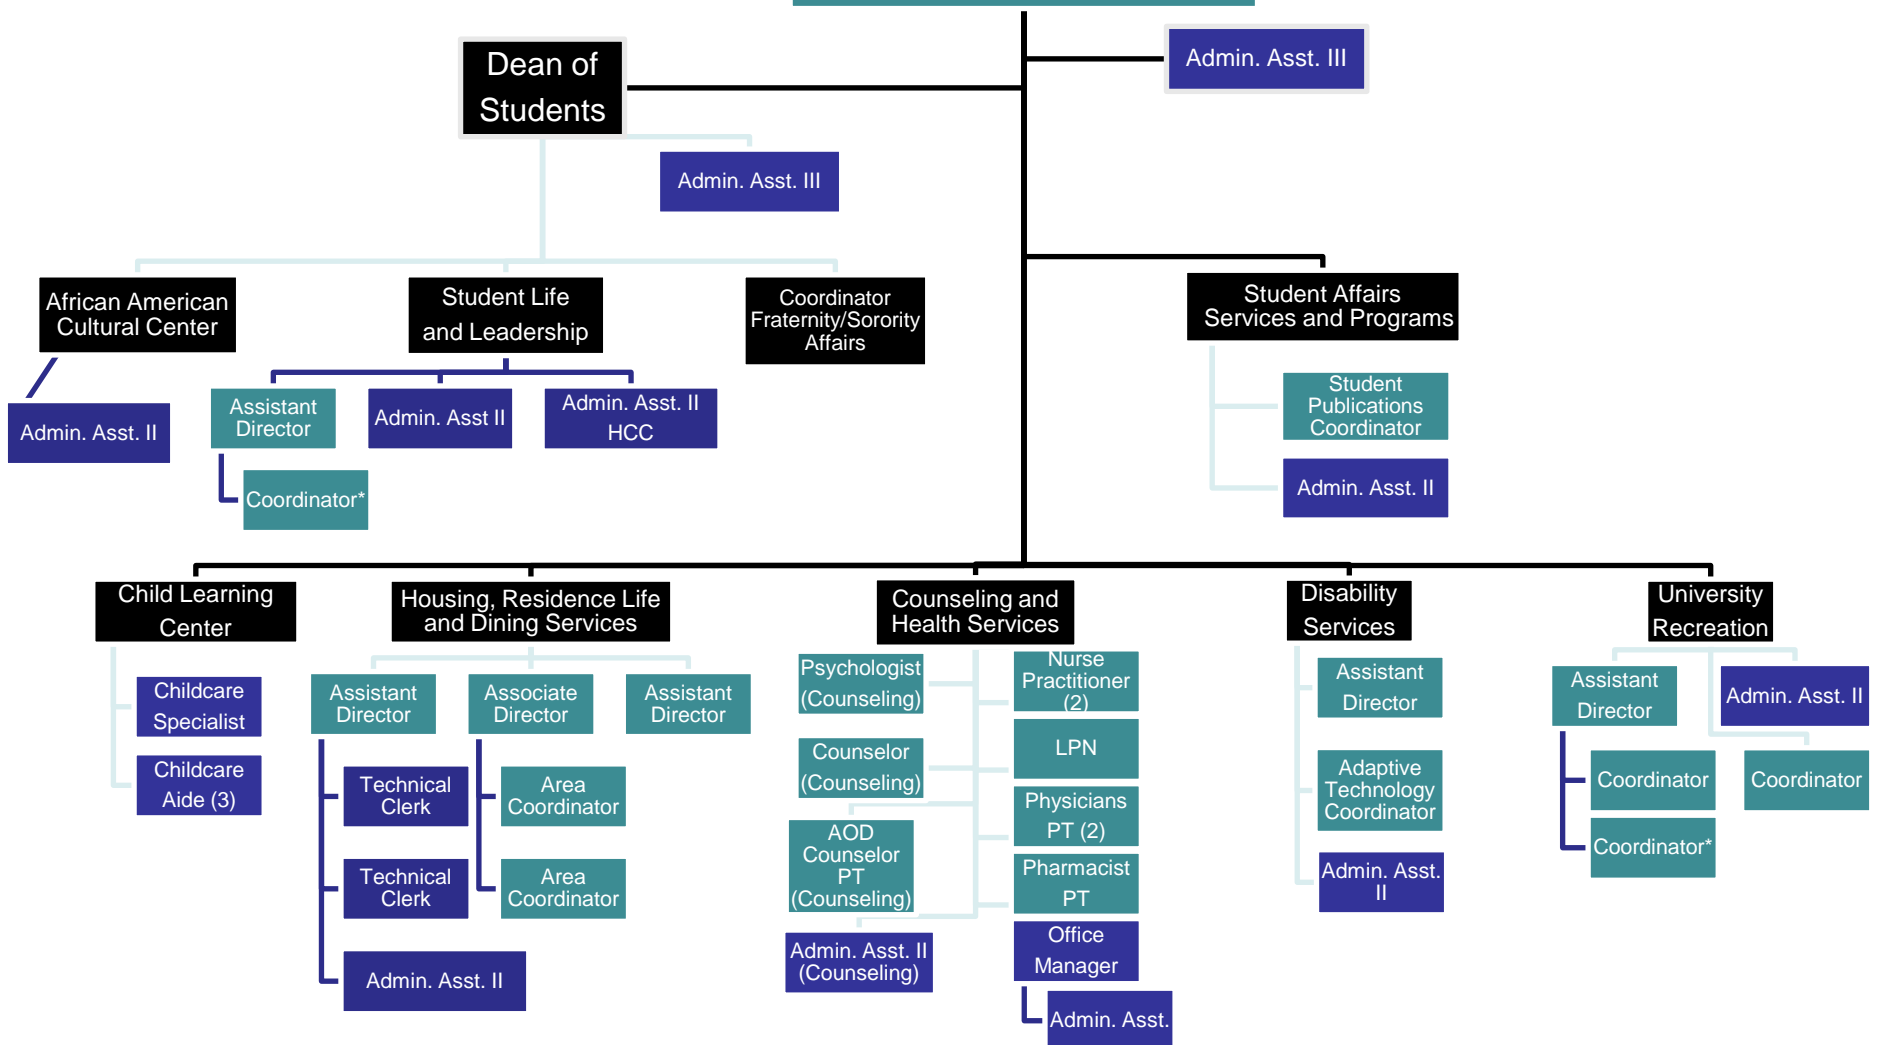 Dean of
Students
Admin. Asst. III
Admin. Asst. III
African American
Cultural Center
Student Life
and Leadership
Coordinator
Fraternity/Sorority
Affairs
Student Affairs
Services and Programs
Admin. Asst. II
Assistant
Director
Admin. Asst II
Admin. Asst. II
HCC
Student
Publications
Coordinator
Coordinator*
Admin. Asst. II
Child Learning
Center
Housing, Residence Life
and Dining Services
Counseling and
Health Services
Disability
Services
University
Recreation
Childcare
Specialist
Childcare
Aide (3)
Assistant
Director
Associate
Director
Assistant
Director
Technical
Clerk
Area
Coordinator
Technical
Clerk
Area
Coordinator
Admin. Asst. II
Psychologist
(Counseling)
Nurse
Practitioner
(2)
Counselor
(Counseling)
LPN
AOD
Counselor
PT
(Counseling)
Physicians
PT (2)
Pharmacist
PT
Admin. Asst. II
(Counseling)
Office
Manager
Admin. Asst.
Assistant
Director
Adaptive
Technology
Coordinator
Admin. Asst.
II
Assistant
Director
Admin. Asst. II
Coordinator
Coordinator
Coordinator*